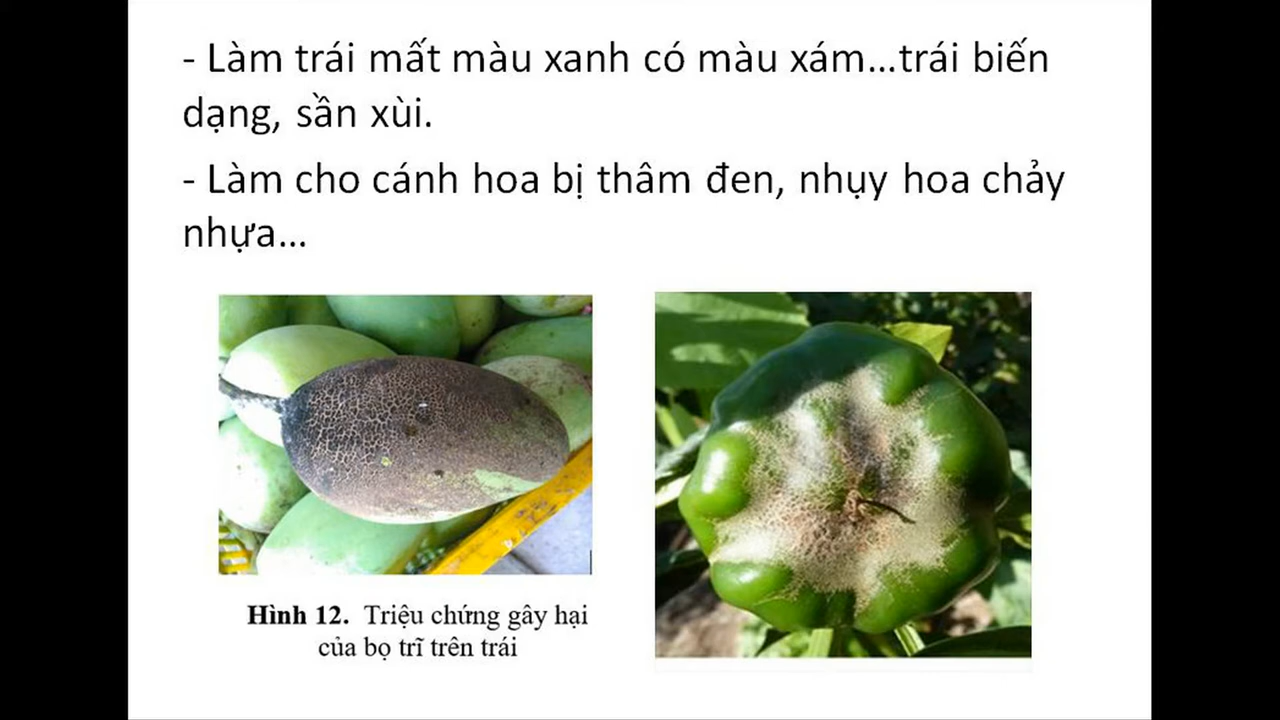 - Làm trái mất màu xanh có màu xám...trái biến
dạng, sần xùi.
- Làm cho cánh hoa bị thâm đen, nhụy hoa chảy
nhựa...
Hình 12. Triệu chứng gây hại
của bọ trĩ trên trái